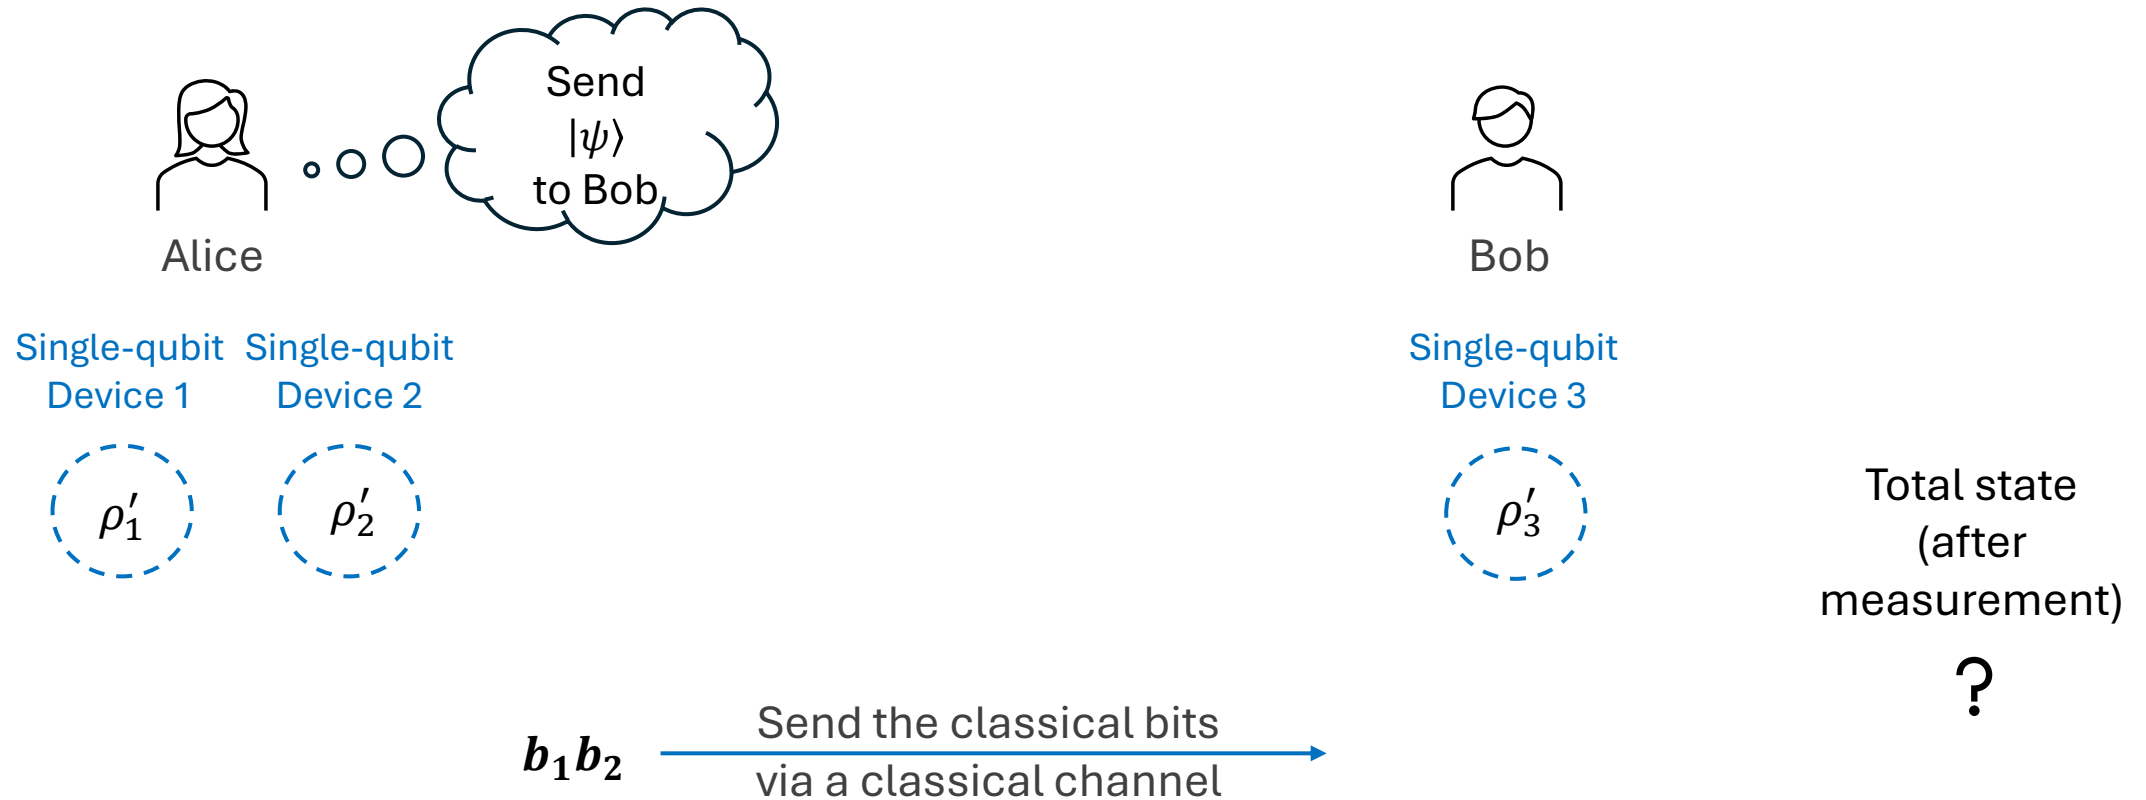 Send
|ψ⟩
to Bob
Alice
Bob
Single-qubit
Device 1
Single-qubit
Device 2
Single-qubit
Device 3
ρ′₁
ρ′₂
ρ′₃
Total state
(after
measurement)
?
b₁b₂
Send the classical bits
via a classical channel